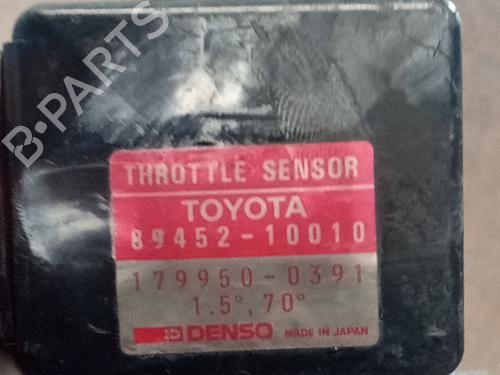 B-PARTS
THROTTLE SENSOR
TOYOTA
89452-10010
179950-0391
1.5°, 70°
DENSO MADE IN JAPAN